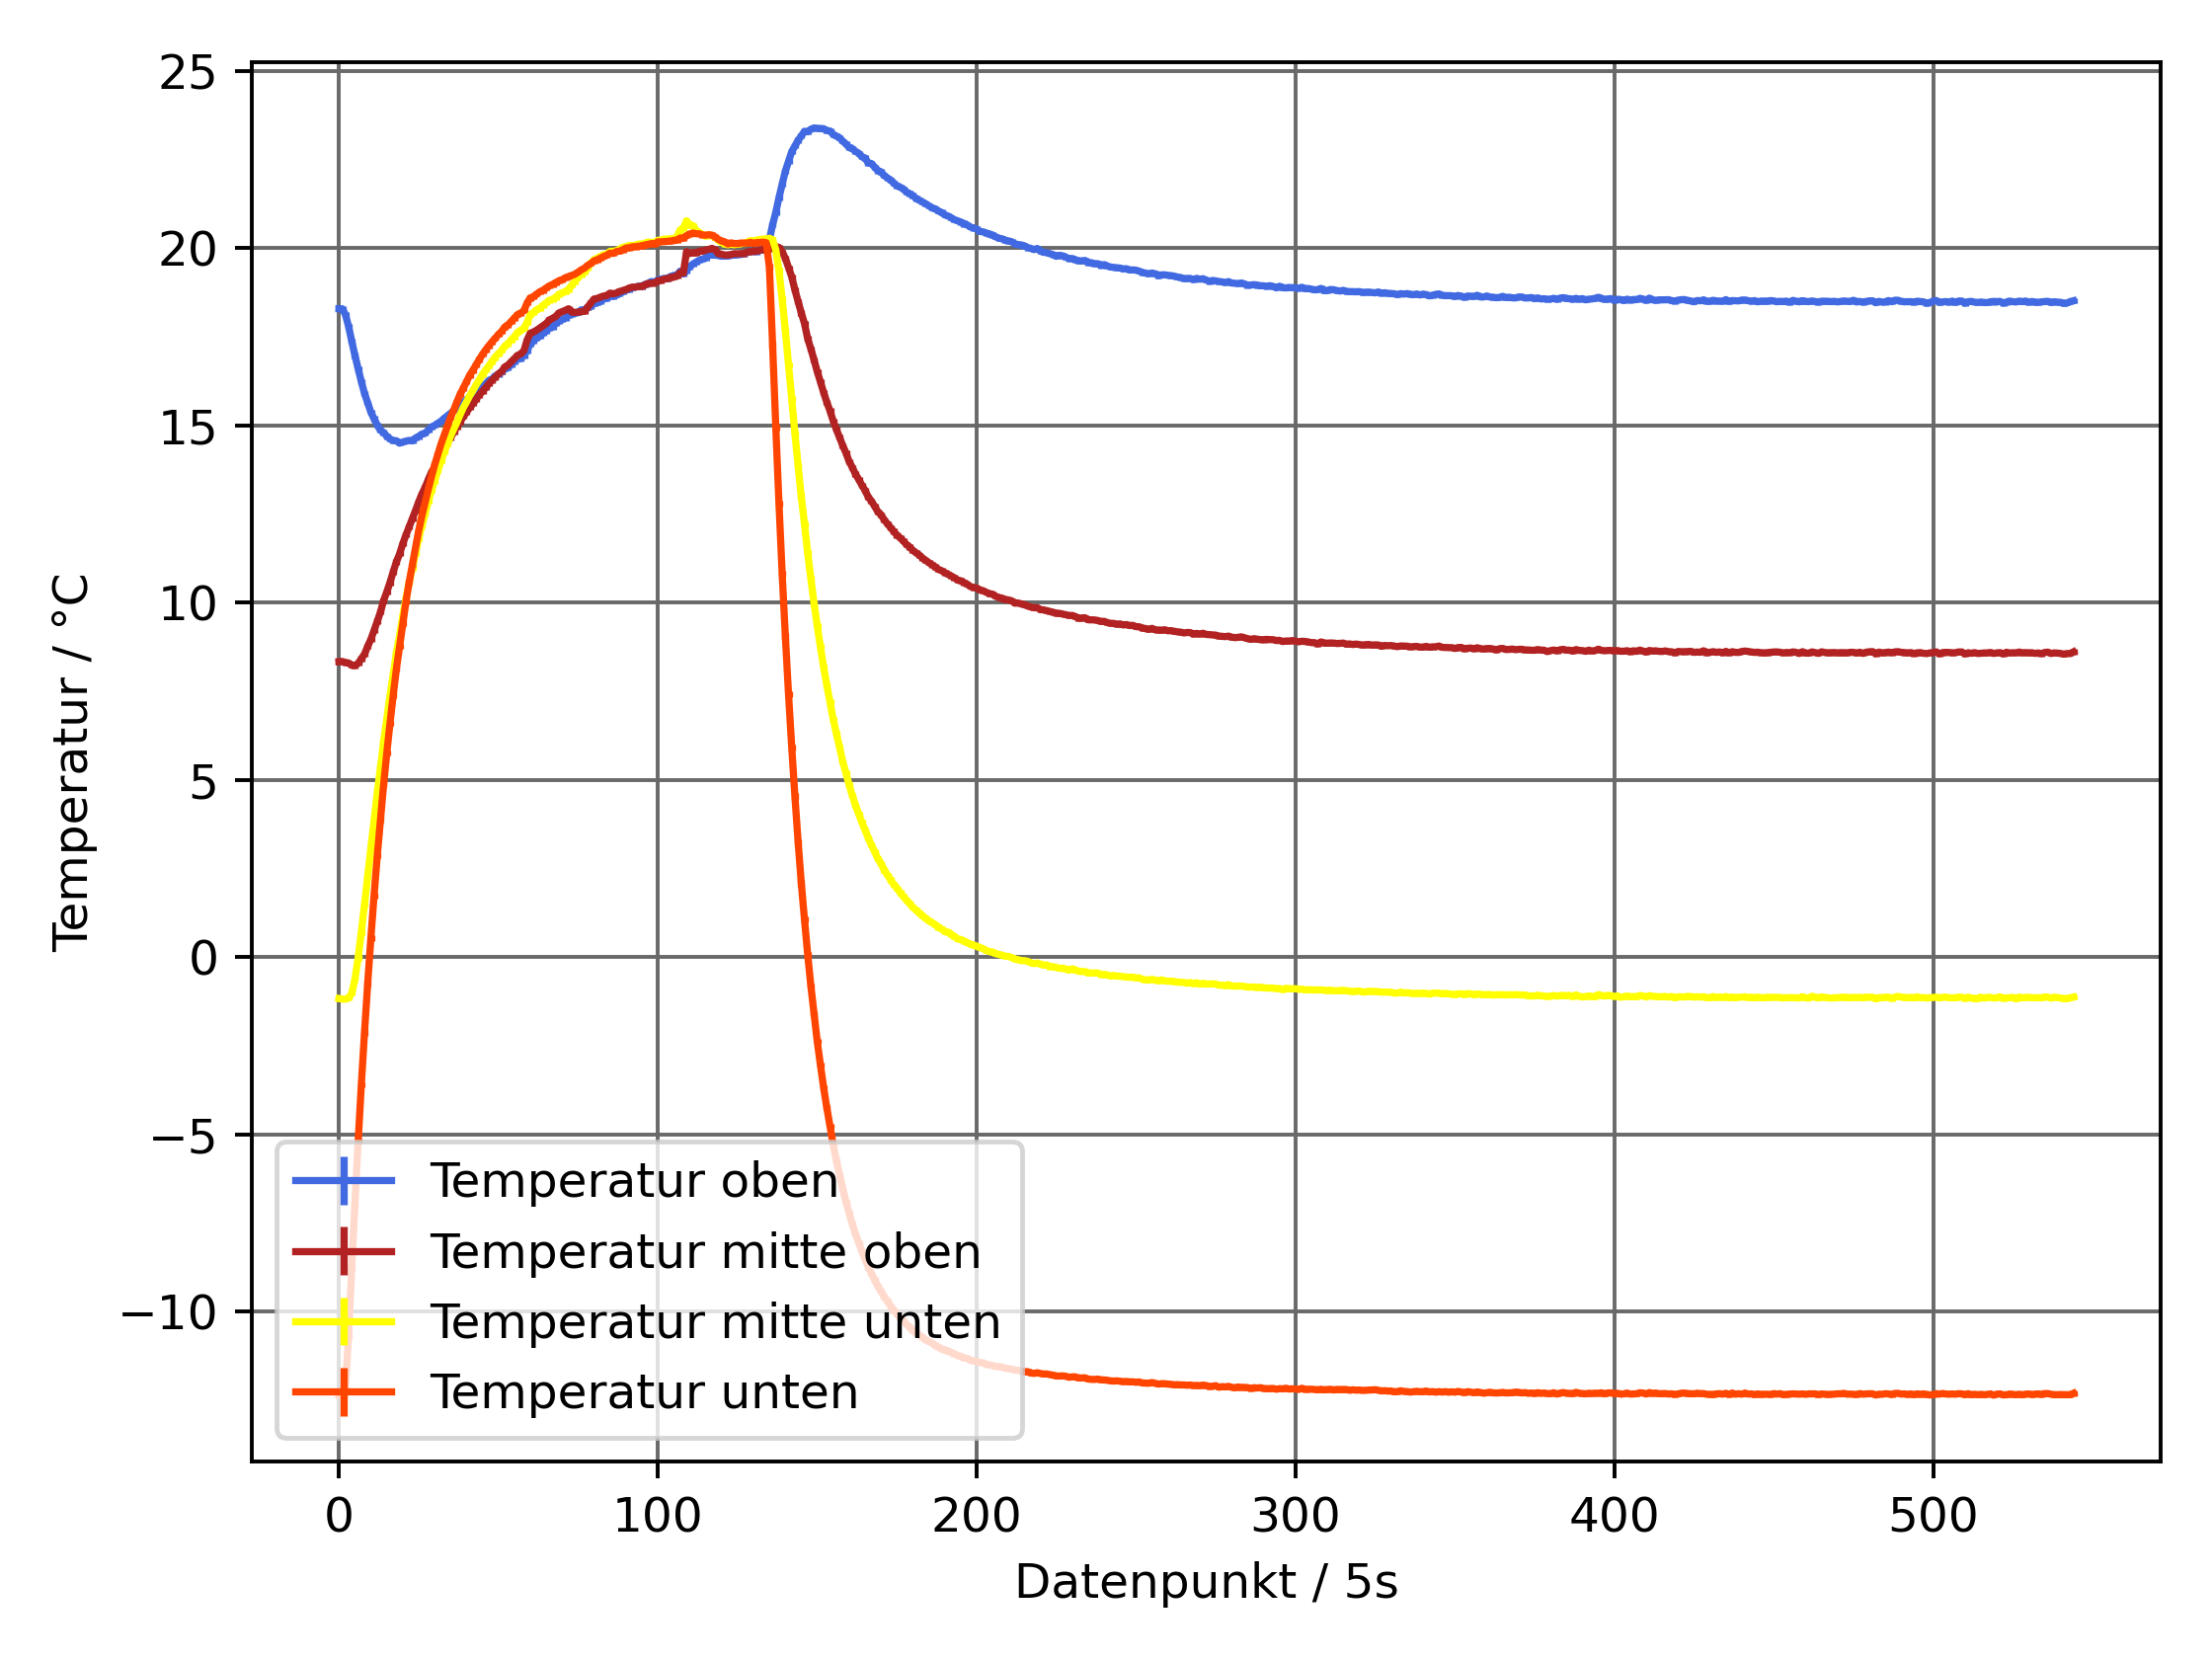 25
20
15
10
5
0
−5
−10
Temperatur / °C
Temperatur oben
Temperatur mitte oben
Temperatur mitte unten
Temperatur unten
0 100 200 300 400 500
Datenpunkt / 5s